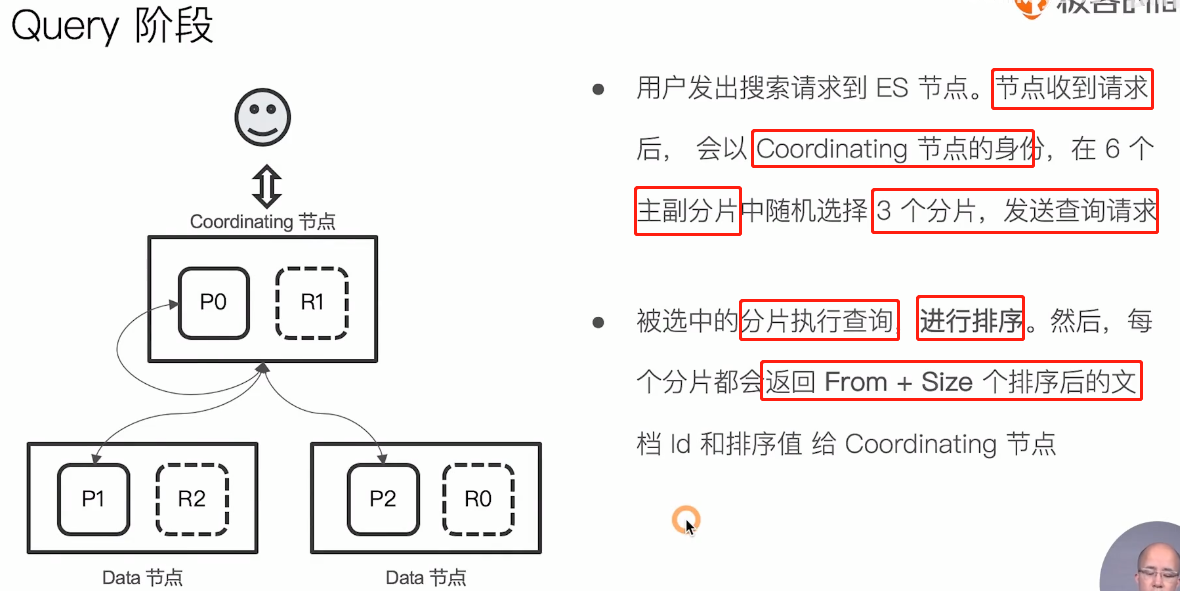 Query 阶段
Coordinating 节点
P0
R1
P1
R2
P2
R0
Data 节点
Data 节点
用户发出搜索请求到 ES 节点。节点收到请求
后， 会以 Coordinating 节点的身份，在 6 个
主副分片中随机选择 3 个分片，发送查询请求
被选中的分片执行查询，进行排序。然后，每
个分片都会返回 From + Size 个排序后的文
档 Id 和排序值 给 Coordinating 节点